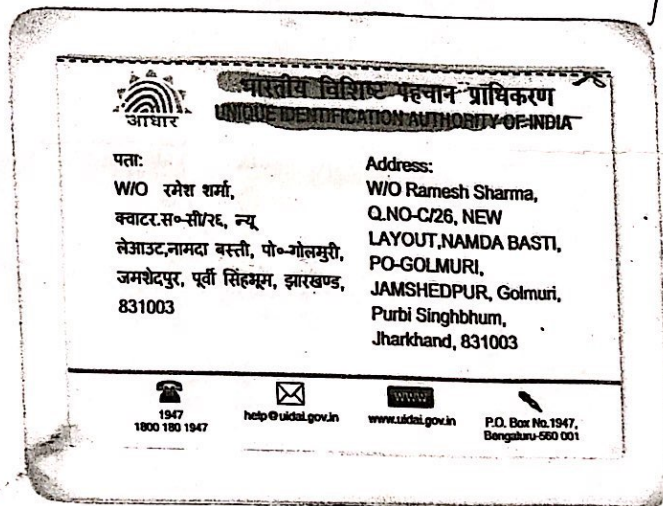 भारतीय विशिष्ट पहचान प्राधिकरण
आधार
UNIQUE IDENTIFICATION AUTHORITY OF INDIA
पता:
W/O रमेश शर्मा,
क्वाटर.स०-सी/२६, न्यू
लेआउट,नामदा बस्ती, पो०-गोलमुरी,
जमशेदपुर, पूर्वी सिंहभूम, झारखण्ड,
831003
Address:
W/O Ramesh Sharma,
Q.NO-C/26, NEW
LAYOUT,NAMDA BASTI,
PO-GOLMURI,
JAMSHEDPUR, Golmuri,
Purbi Singhbhum,
Jharkhand, 831003
1947
1800 180 1947
help@uidai.gov.in
www
www.uidai.gov.in
P.O. Box No.1947,
Bengaluru-560 001